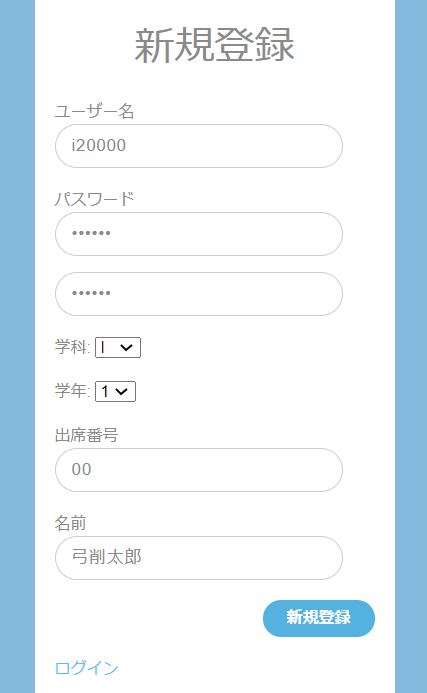 新規登録
ユーザー名
i20000
パスワード
••••••
••••••
学科: I
学年: 1
出席番号
00
名前
弓削太郎
新規登録
ログイン